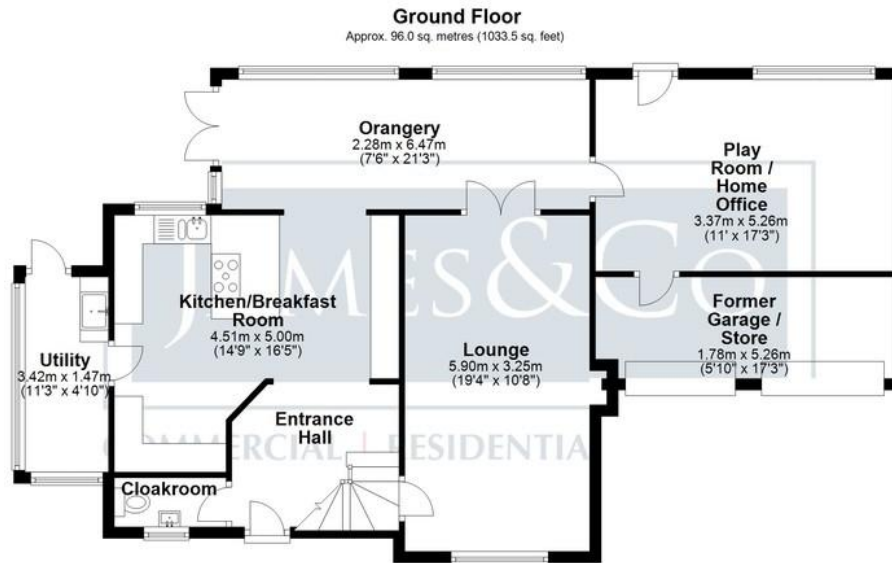 Ground Floor
Approx. 96.0 sq. metres (1033.5 sq. feet)
Orangery
2.28m x 6.47m
(7'6" x 21'3")
Play
Room /
Home
Office
3.37m x 5.26m
(11' x 17'3")
JAMES&CO
Kitchen/Breakfast
Room
4.51m x 5.00m
(14'9" x 16'5")
Former
Garage /
Store
1.78m x 5.26m
(5'10" x 17'3")
Utility
3.42m x 1.47m
(11'3" x 4'10")
Lounge
5.90m x 3.25m
(19'4" x 10'8")
Entrance
Hall
COMMERCIAL | RESIDENTIAL
Cloakroom